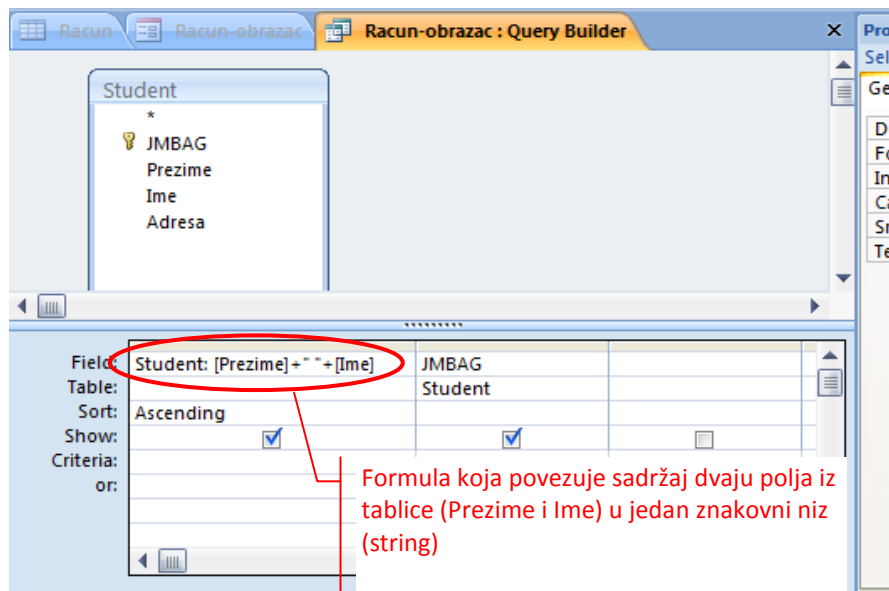 Racun
Racun-obrazac
Racun-obrazac : Query Builder
Student
*
JMBAG
Prezime
Ime
Adresa
Field: Student: [Prezime]+" "+[Ime] JMBAG
Table: Student
Sort: Ascending
Show:
Criteria:
or:
Formula koja povezuje sadržaj dvaju polja iz
tablice (Prezime i Ime) u jedan znakovni niz
(string)